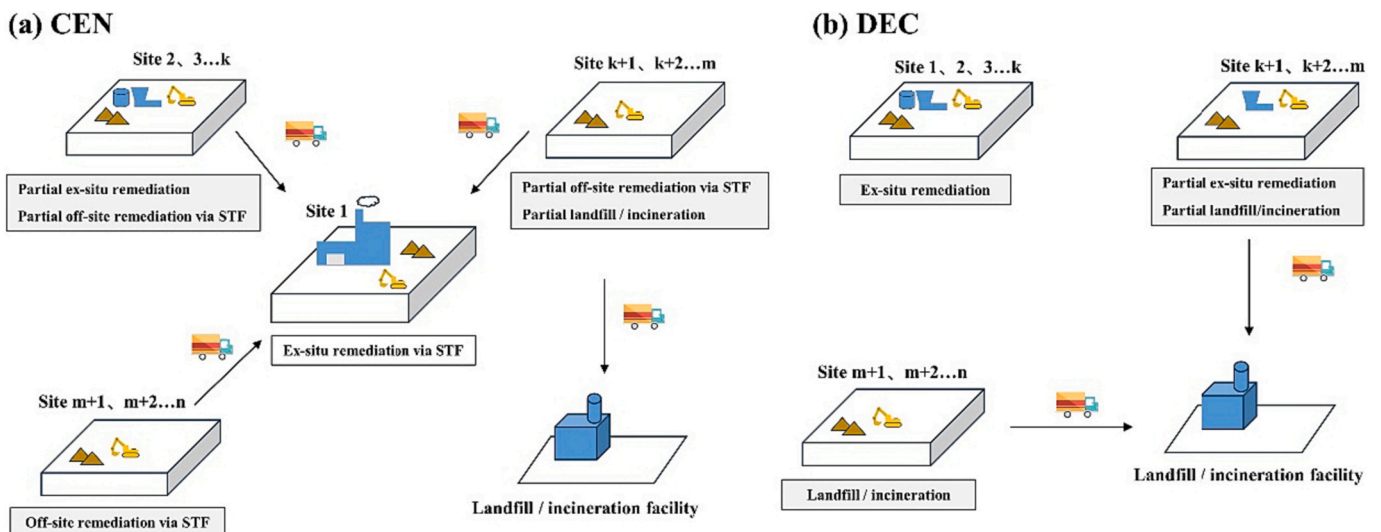 (a) CEN
Site 2、3…k
Site k+1、k+2…m
Partial ex-situ remediation
Partial off-site remediation via STF
Partial off-site remediation via STF
Partial landfill / incineration
Site 1
Ex-situ remediation via STF
Site m+1、m+2…n
Off-site remediation via STF
Landfill / incineration facility
(b) DEC
Site 1、2、3…k
Site k+1、k+2…m
Ex-situ remediation
Partial ex-situ remediation
Partial landfill/incineration
Site m+1、m+2…n
Landfill / incineration
Landfill / incineration facility